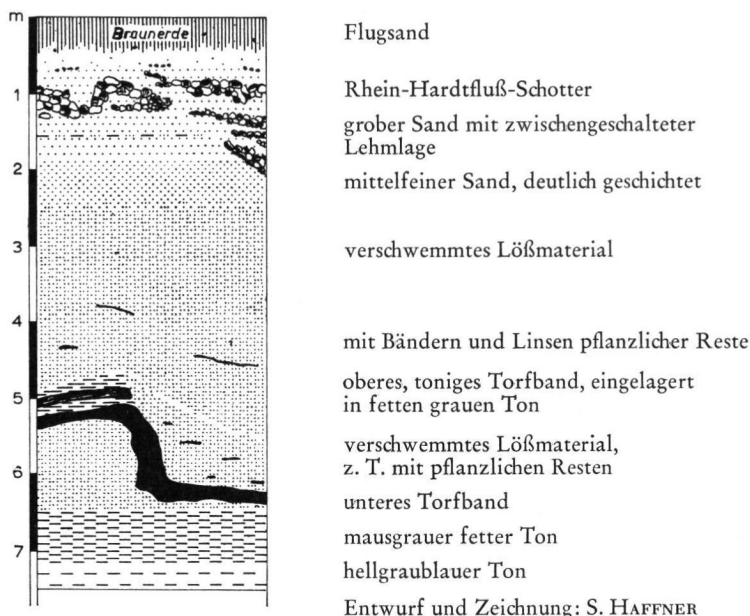 m
Braunerde
Flugsand
1
Rhein-Hardtfluß-Schotter
grober Sand mit zwischengeschalteter
Lehmlage
2
mittelfeiner Sand, deutlich geschichtet
3
verschwemmtes Lößmaterial
4
mit Bändern und Linsen pflanzlicher Reste
5
oberes, toniges Torfband, eingelagert
in fetten grauen Ton
verschwemmtes Lößmaterial,
z. T. mit pflanzlichen Resten
6
unteres Torfband
mausgrauer fetter Ton
7
hellgraublauer Ton
Entwurf und Zeichnung: S. HAFFNER